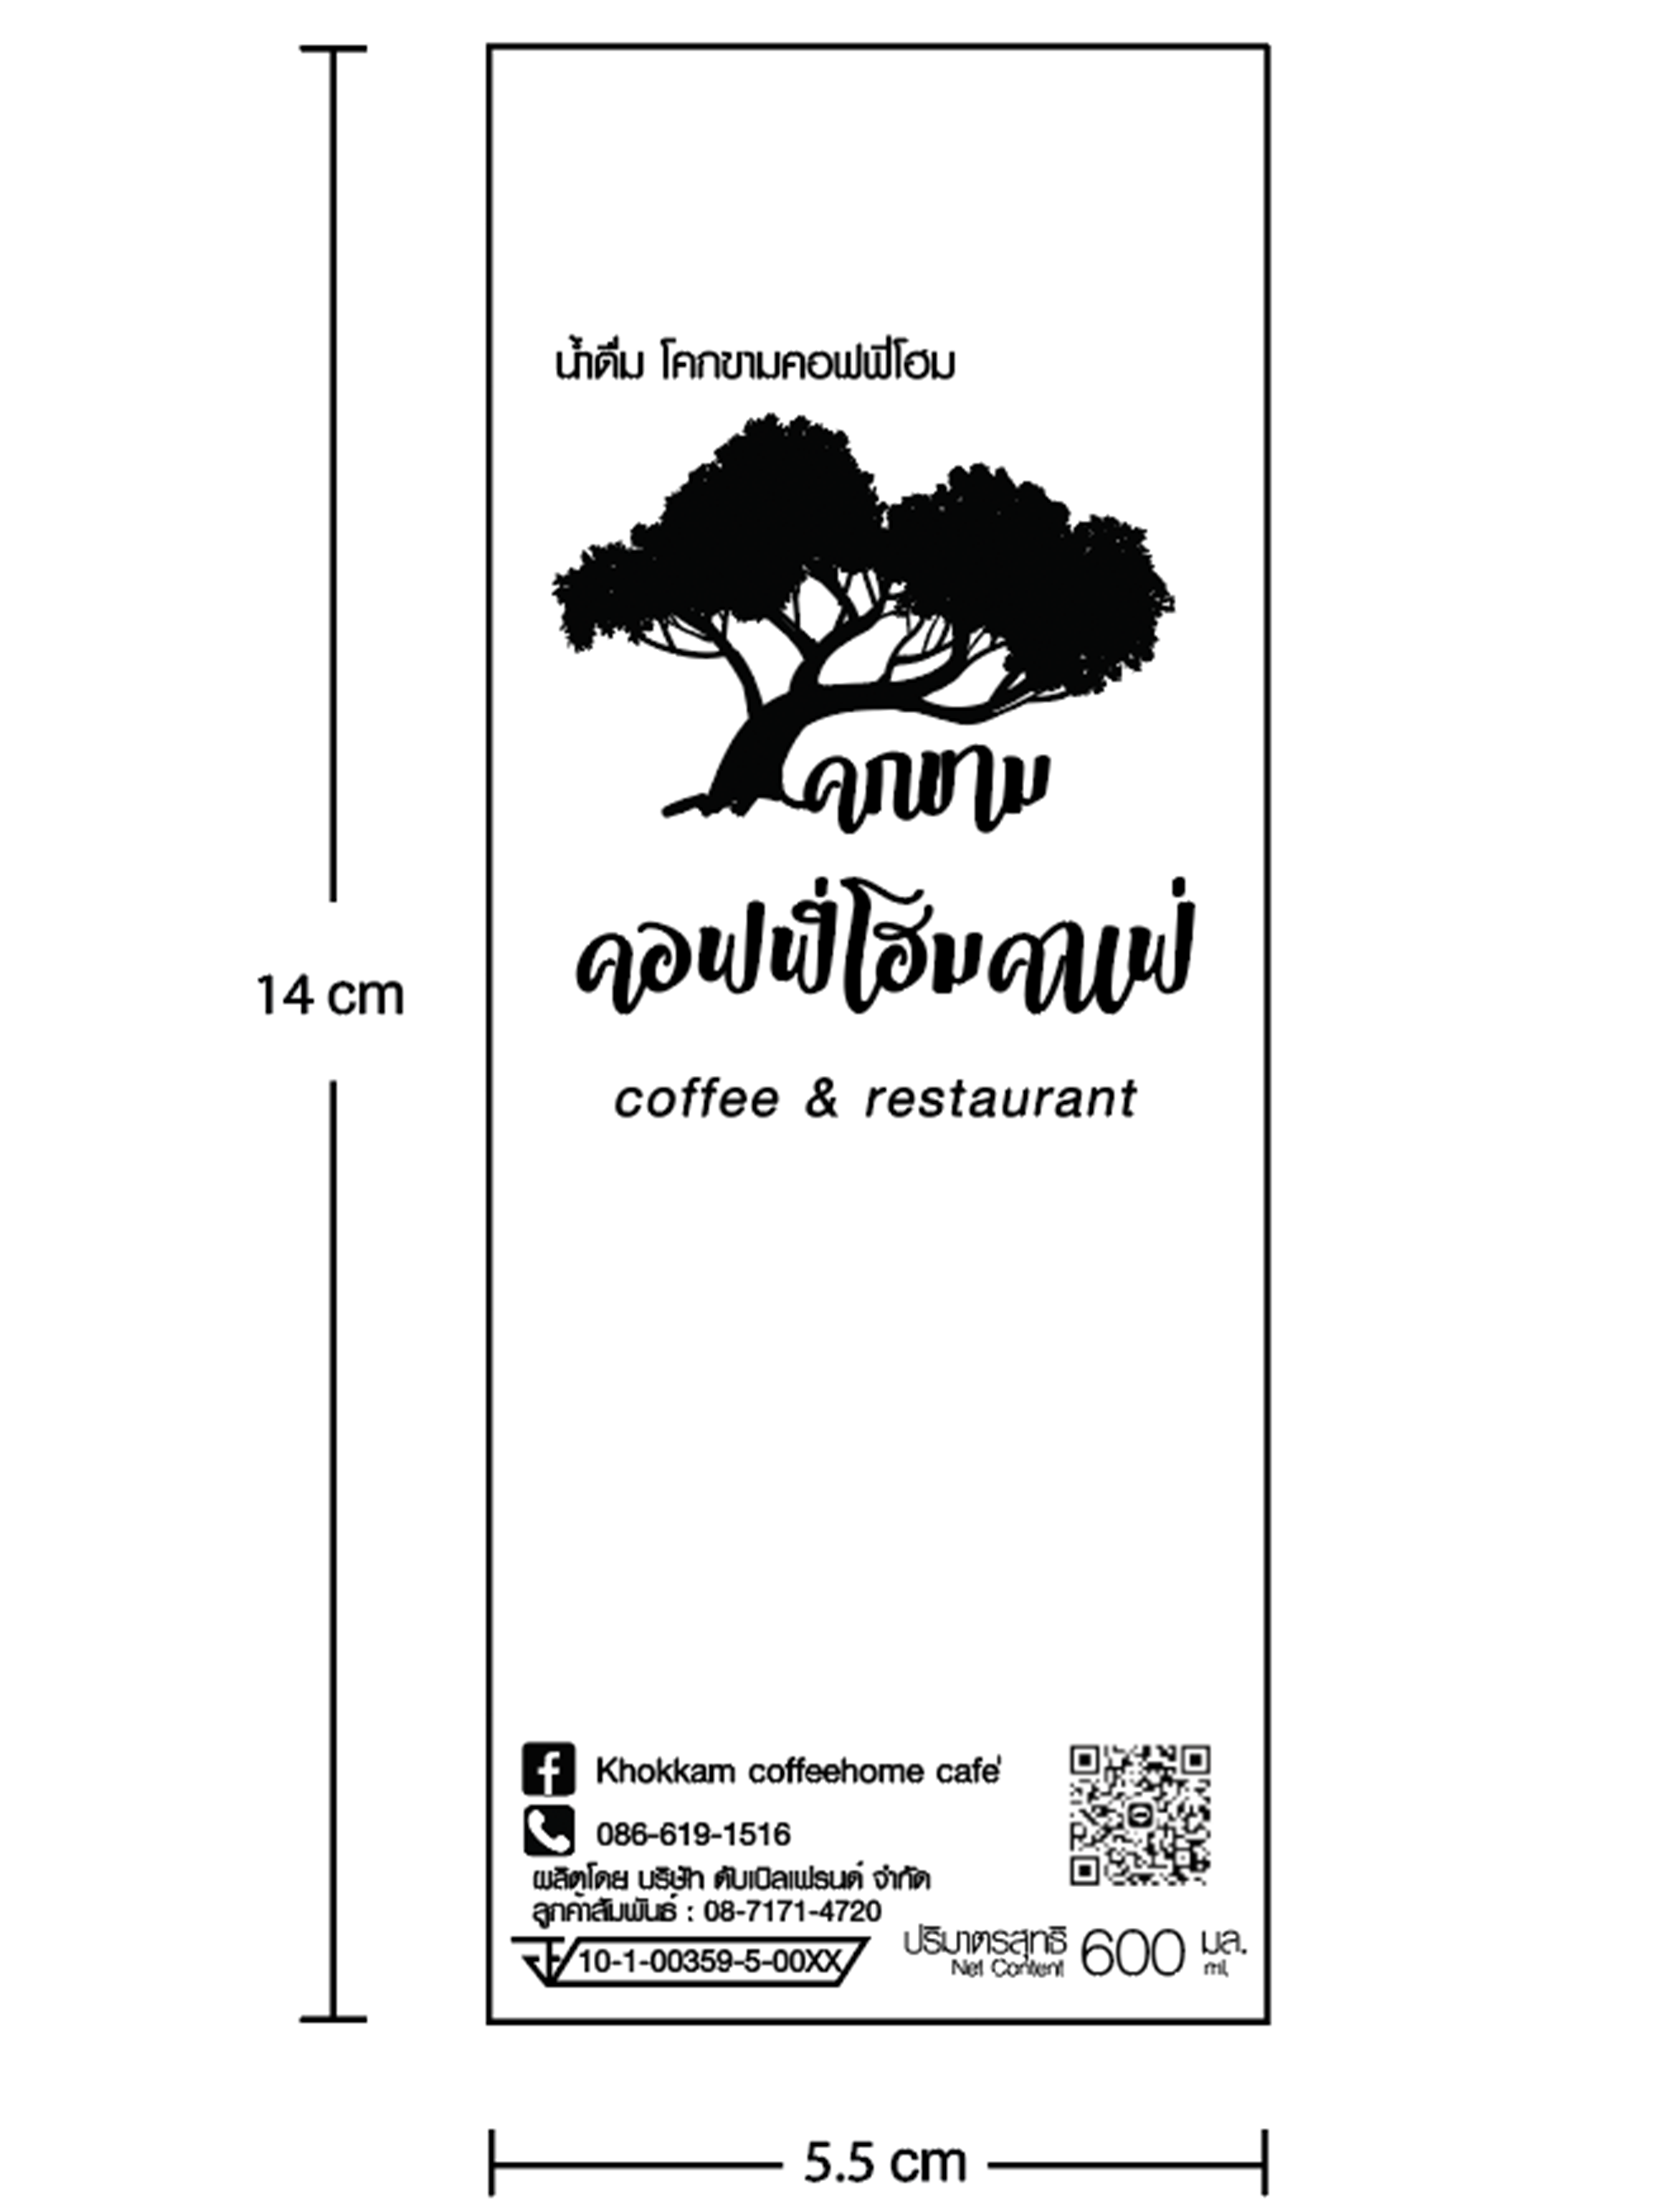 น้ำดื่ม โคกขามคอฟฟี่โฮม
โคกขาม
คอฟฟี่โฮมคาเฟ่
coffee & restaurant
14 cm
Khokkam coffeehome cafe'
086-619-1516
ผลิตโดย บริษัท ดับเบิลเฟรนด์ จำกัด
ลูกค้าสัมพันธ์ : 08-7171-4720
อย 10-1-00359-5-00XX
ปริมาตรสุทธิ 600 มล.
Net Content ml.
5.5 cm